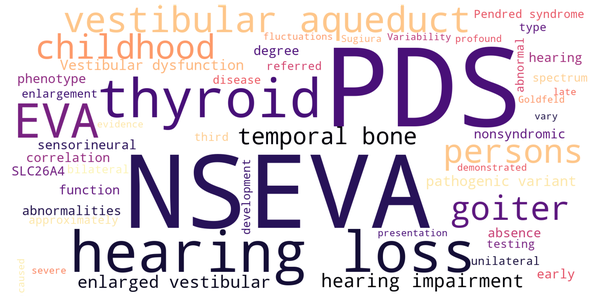 vestibular aqueduct
Pendred syndrome
fluctuations Sugiura Variability profound type
childhood
degree
PDS
abnormal
hearing
Vestibular dysfunction
referred
spectrum
phenotype
disease
thyroid
late
enlargement
Goldfeld
vary
EVA
evidence
third
temporal bone
nonsyndromic
sensorineural
NSEVA
persons
correlation
bilateral
demonstrated
SLC26A4
pathogenic variant
function
development
goiter
abnormalities
absence
approximately
hearing loss
presentation
testing
caused
severe
enlarged vestibular
hearing impairment
unilateral
early